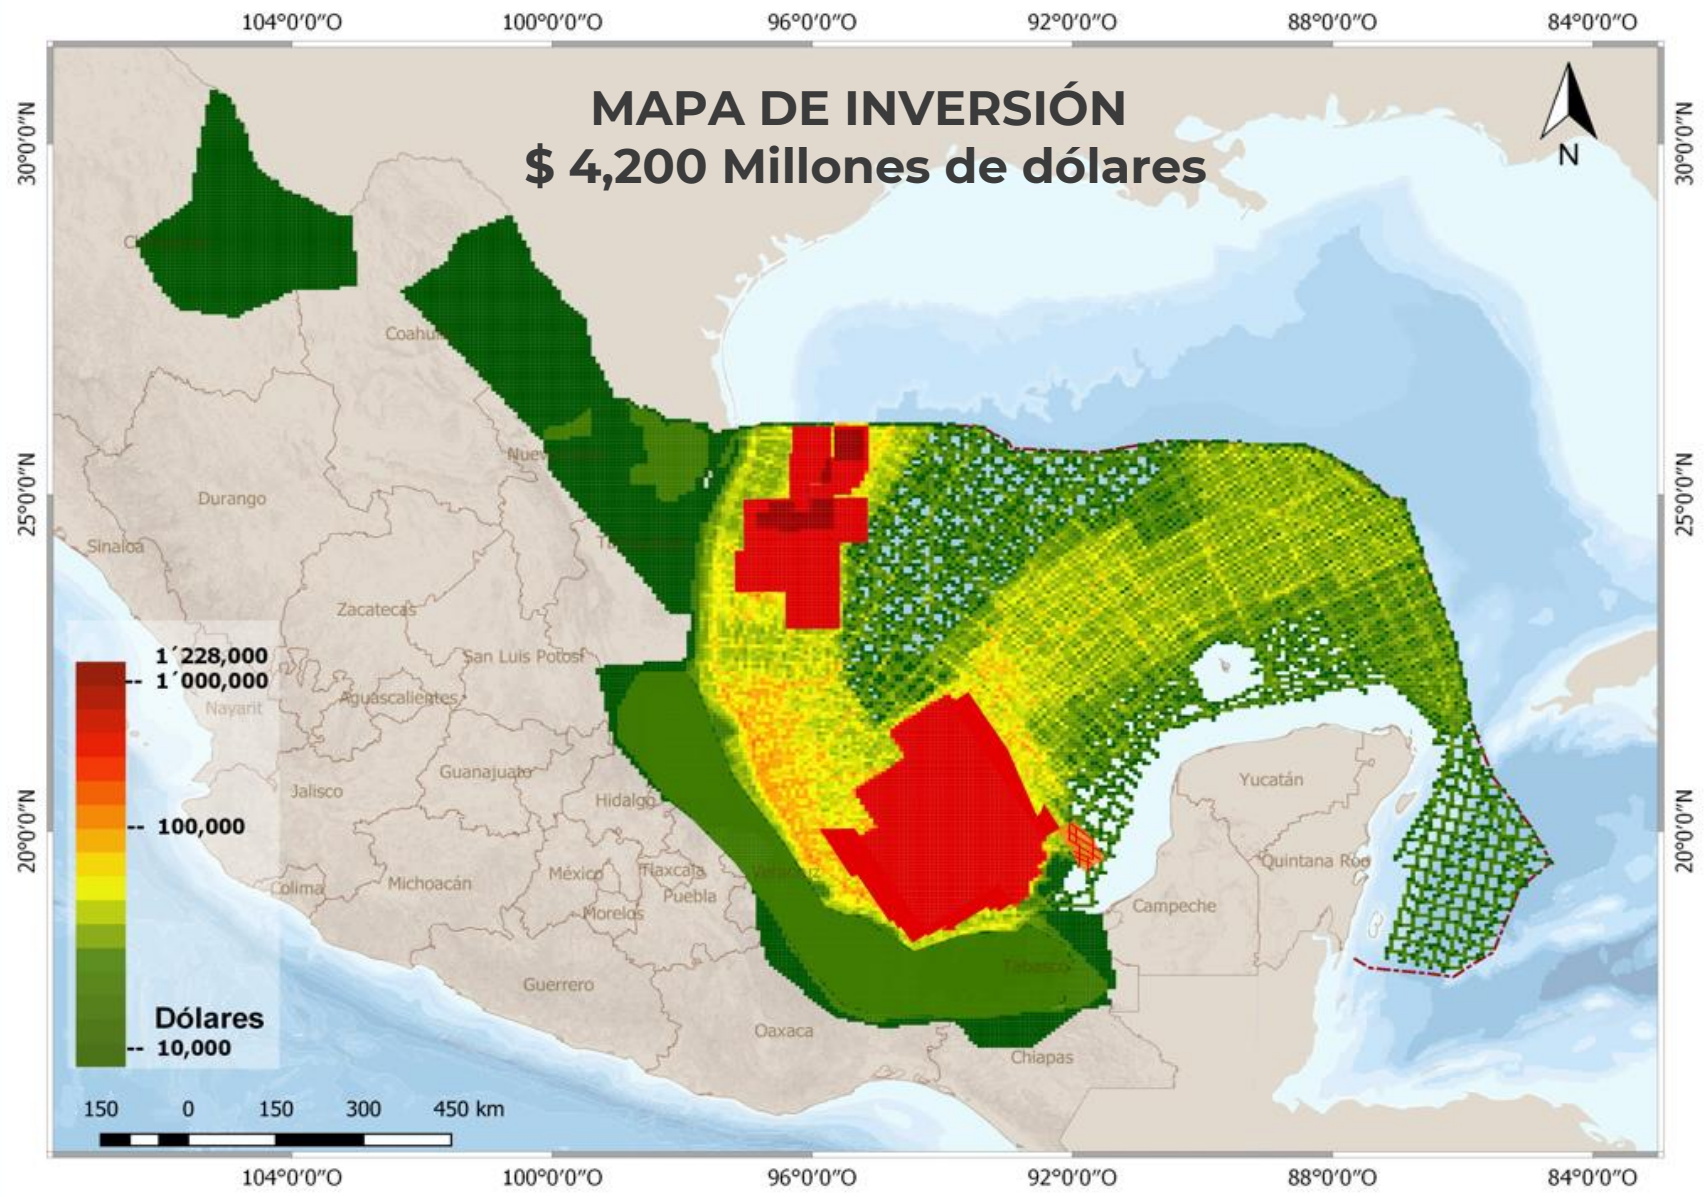 104°0'0"O 100°0'0"O 96°0'0"O 92°0'0"O 88°0'0"O 84°0'0"O
MAPA DE INVERSIÓN
$ 4,200 Millones de dólares
N
30°0'0"N
30°0'0"N
Coahu
25°0'0"N
25°0'0"N
Durango
Sinaloa
Zacatecas
San Luis Potosí
Aguascalientes
Nayarit
1´228,000
1´000,000
Guanajuato
Jalisco
Hidalgo
Yucatán
100,000
20°0'0"N
20°0'0"N
México
Tlaxcala
Veracruz
Quintana Roo
Colima
Michoacán
Puebla
Morelos
Campeche
Tabasco
Guerrero
Dólares
10,000
Oaxaca
Chiapas
150 0 150 300 450 km
104°0'0"O 100°0'0"O 96°0'0"O 92°0'0"O 88°0'0"O 84°0'0"O